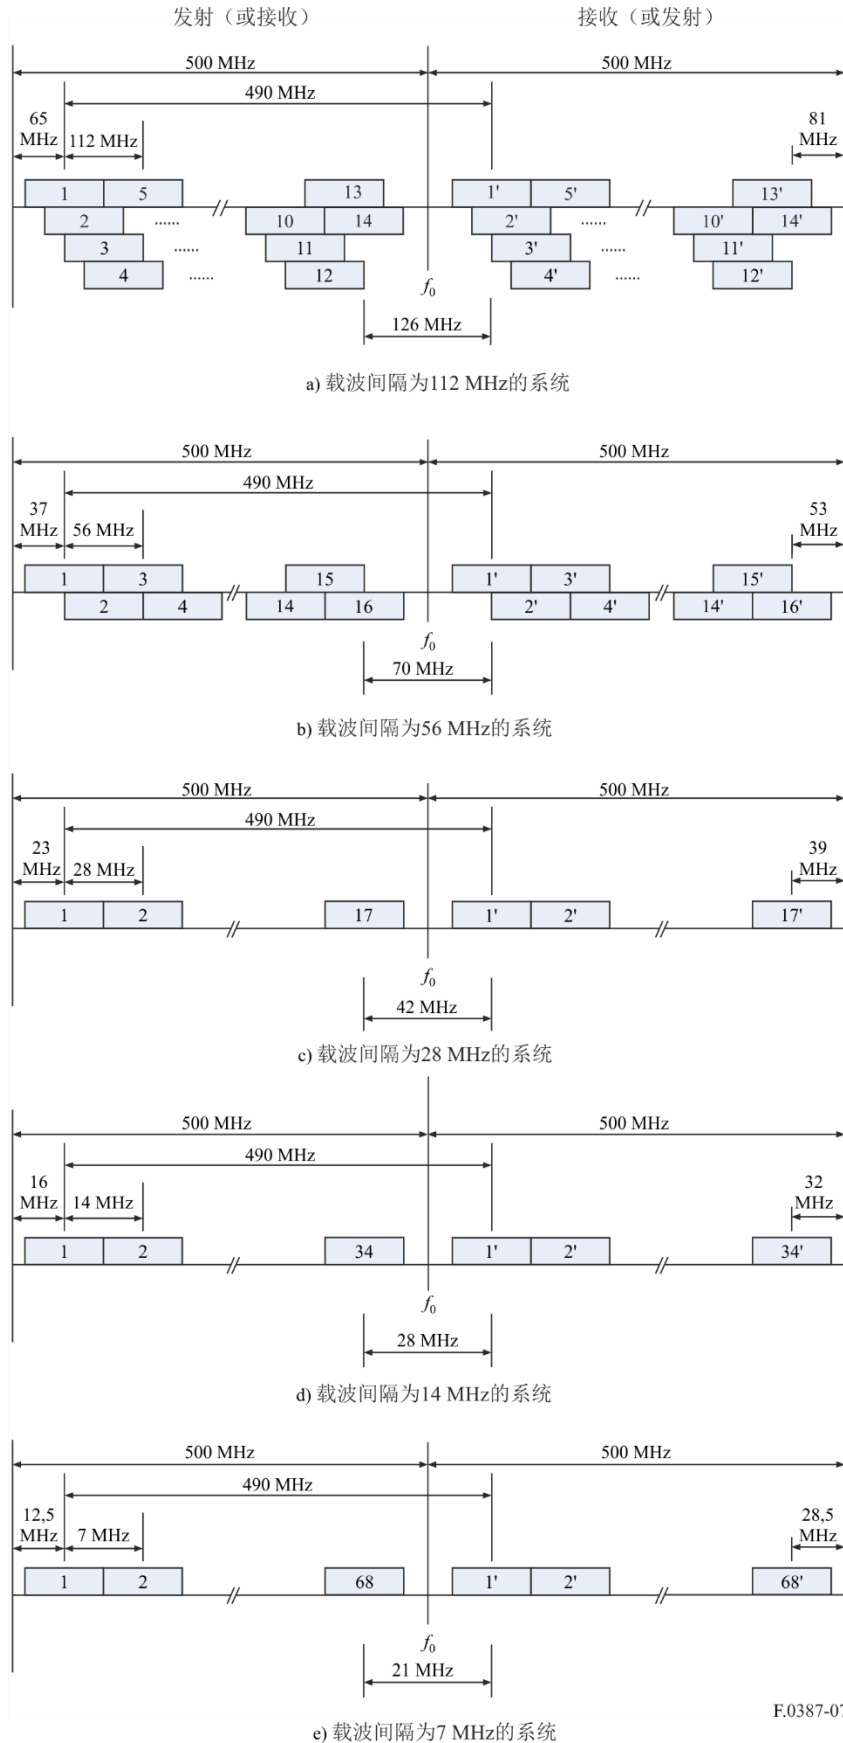 发射（或接收） 接收（或发射）
500 MHz 500 MHz
490 MHz
65 MHz 112 MHz 81 MHz
1 5 13 1' 5' 13'
2 ...... 10 14 2' ...... 10' 14'
3 ...... 11 3' ...... 11'
4 ...... 12 4' ...... 12'
f0
126 MHz
a) 载波间隔为112 MHz的系统
500 MHz 500 MHz
490 MHz
37 MHz 56 MHz 53 MHz
1 3 15 1' 3' 15'
2 4 14 16 2' 4' 14' 16'
f0
70 MHz
b) 载波间隔为56 MHz的系统
500 MHz 500 MHz
490 MHz
23 MHz 28 MHz 39 MHz
1 2 17 1' 2' 17'
f0
42 MHz
c) 载波间隔为28 MHz的系统
500 MHz 500 MHz
490 MHz
16 MHz 14 MHz 32 MHz
1 2 34 1' 2' 34'
f0
28 MHz
d) 载波间隔为14 MHz的系统
500 MHz 500 MHz
490 MHz
12,5 MHz 7 MHz 28,5 MHz
1 2 68 1' 2' 68'
f0
21 MHz
F.0387-07
e) 载波间隔为7 MHz的系统